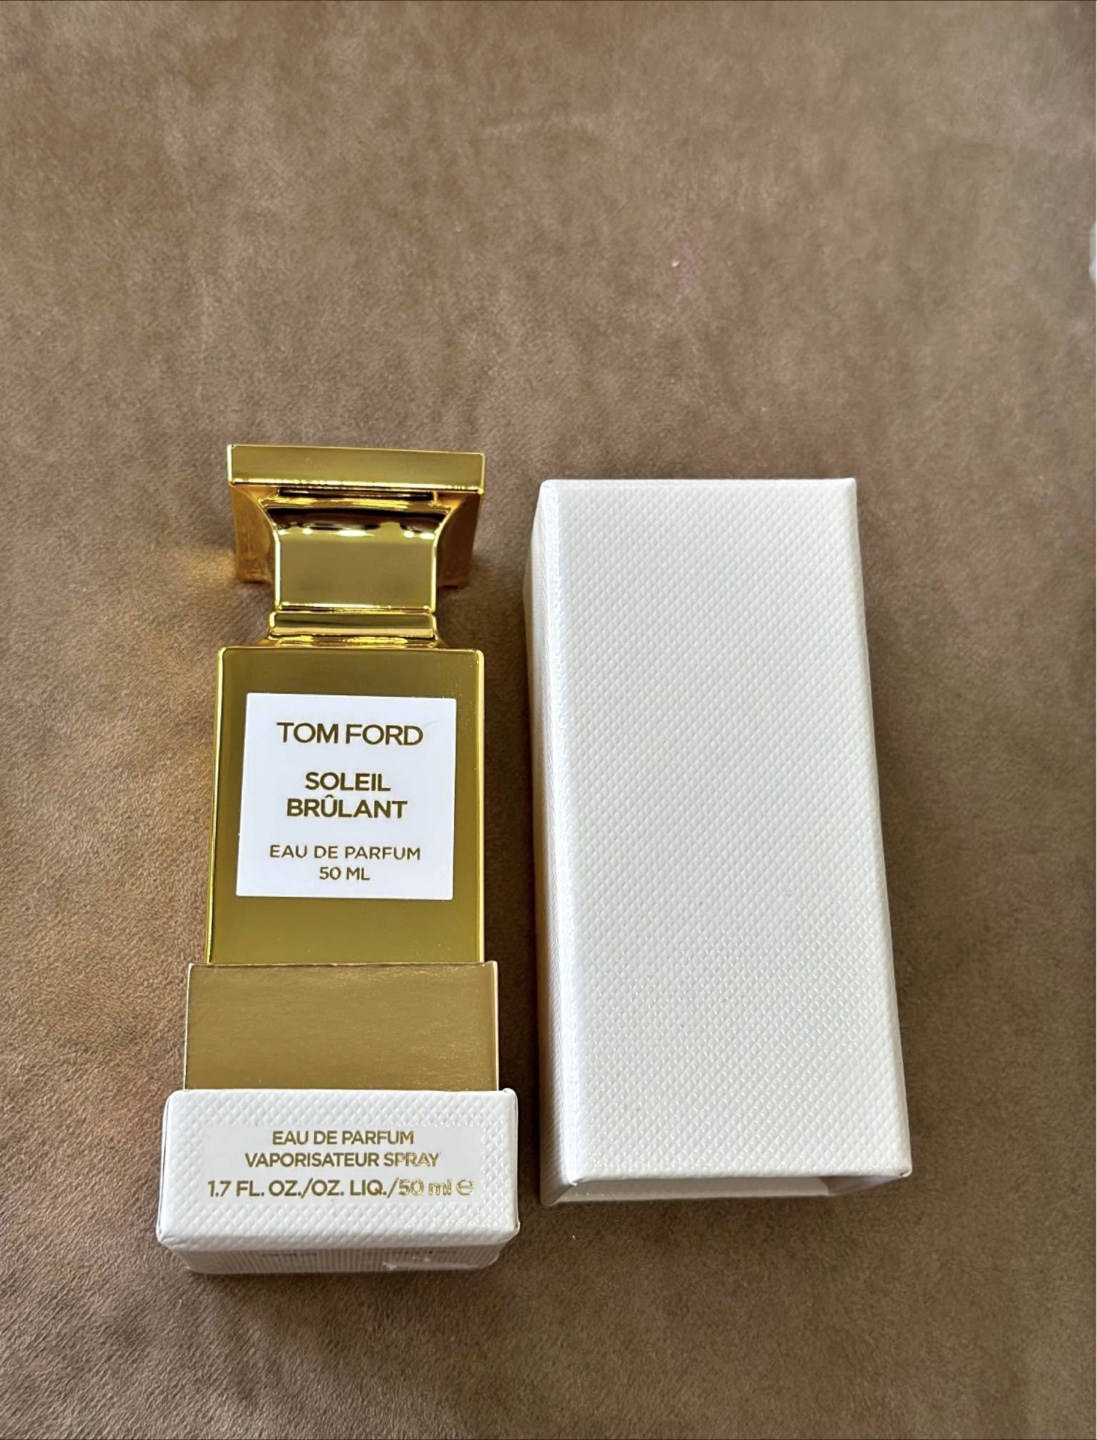 TOM FORD
SOLEIL
BRÛLANT
EAU DE PARFUM
50 ML
EAU DE PARFUM
VAPORISATEUR SPRAY
1.7 FL. OZ./OZ. LIQ./50 ml ℮